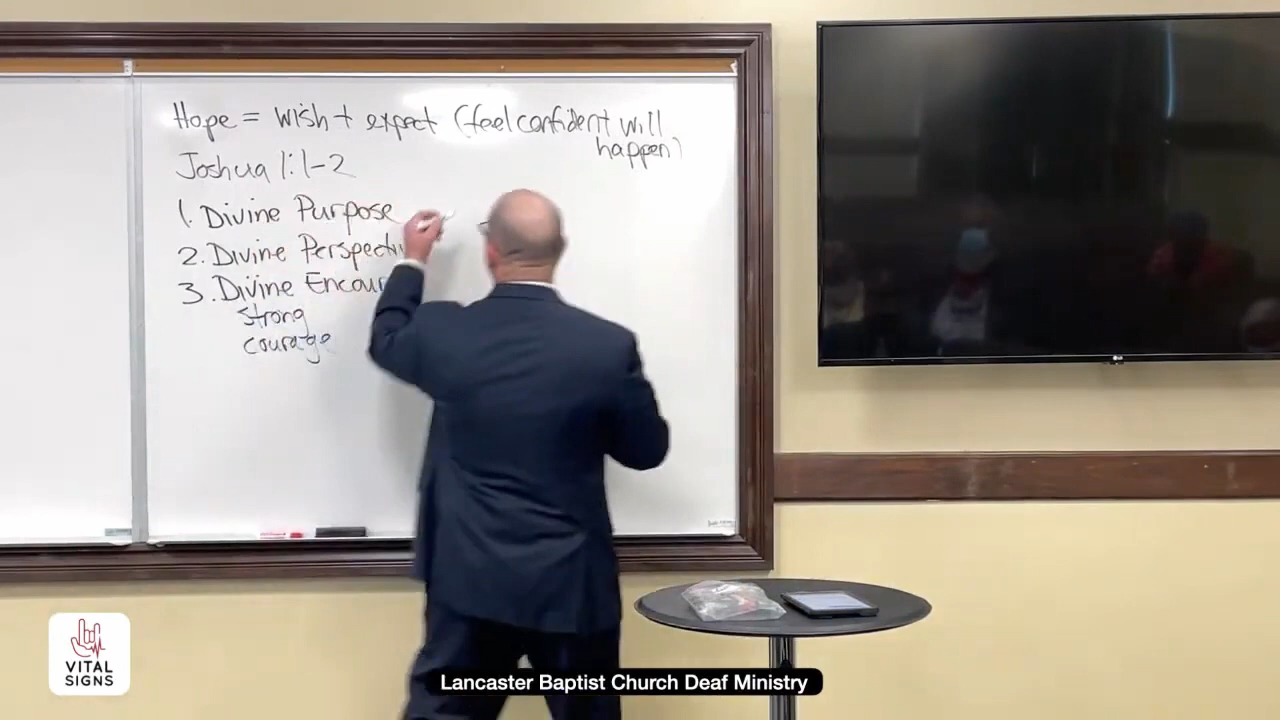 Hope = wish + expect (feel confident will
happen)
Joshua 1:1-2
1. Divine Purpose
2. Divine Perspecti
3. Divine Encour
strong
courage
LG
VITAL
SIGNS
Lancaster Baptist Church Deaf Ministry